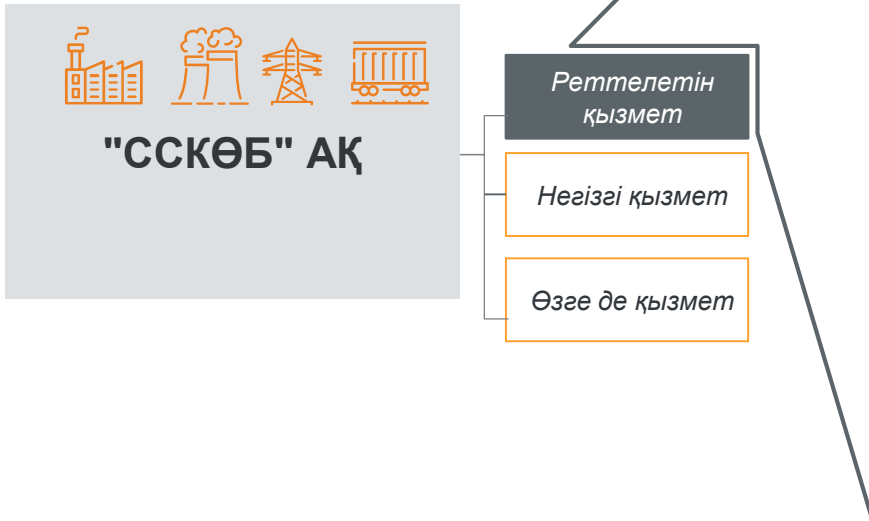 "ССКӨБ" АҚ
Реттелетін
қызмет
Негізгі қызмет
Өзге де қызмет